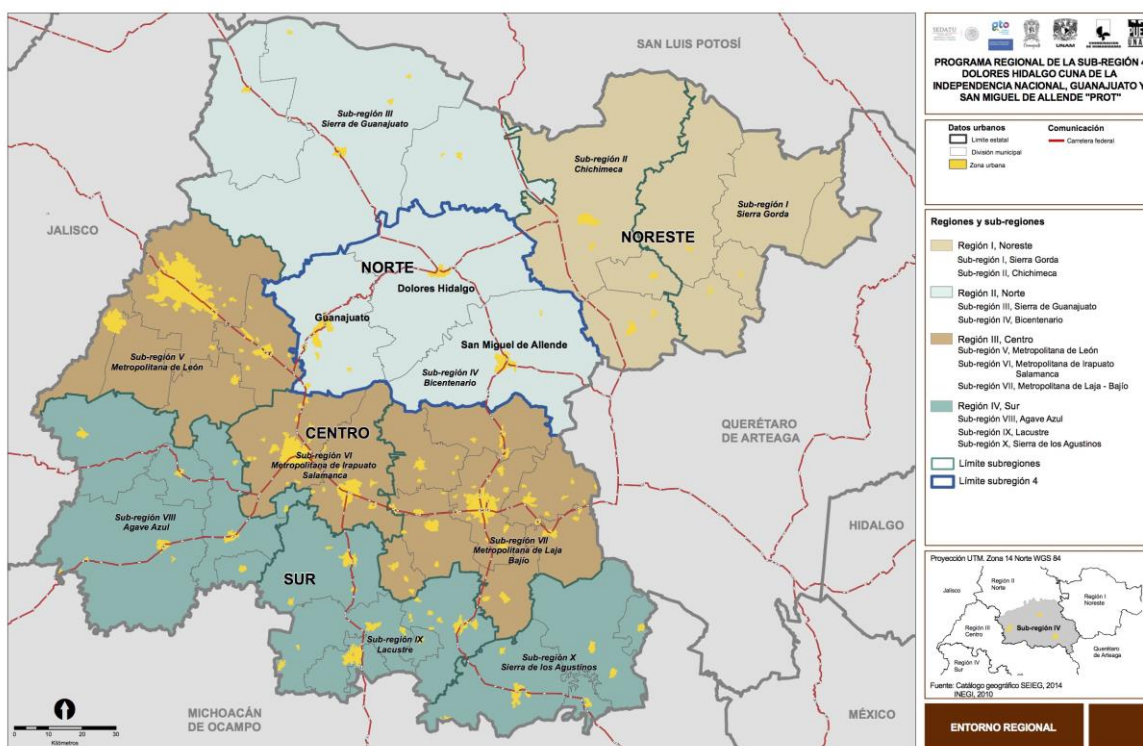 SAN LUIS POTOSÍ
Sub-región III
Sierra de Guanajuato
Sub-región II
Chichimeca
Sub-región I
Sierra Gorda
JALISCO
NORESTE
NORTE
Dolores Hidalgo
Guanajuato
San Miguel de Allende
Sub-región V
Metropolitana de León
Sub-región IV
Bicentenario
QUERÉTARO
DE ARTEAGA
CENTRO
Sub-región VI
Metropolitana de Irapuato
Salamanca
Sub-región VIII
Agave Azul
Sub-región VII
Metropolitana de Laja
Bajío
HIDALGO
SUR
Sub-región IX
Lacustre
Sub-región X
Sierra de los Agustinos
MICHOACÁN
DE OCAMPO
MÉXICO
0 5 10 20 30
Kilómetros
SEDATU
gto
UNAM
PROGRAMA REGIONAL DE LA SUB-REGIÓN 4
DOLORES HIDALGO CUNA DE LA
INDEPENDENCIA NACIONAL, GUANAJUATO Y
SAN MIGUEL DE ALLENDE "PROT"
Datos urbanos
Límite estatal
División municipal
Zona urbana
Comunicación
Carretera federal
Regiones y sub-regiones
Región I, Noreste
Sub-región I, Sierra Gorda
Sub-región II, Chichimeca
Región II, Norte
Sub-región III, Sierra de Guanajuato
Sub-región IV, Bicentenario
Región III, Centro
Sub-región V, Metropolitana de León
Sub-región VI, Metropolitana de Irapuato
Salamanca
Sub-región VII, Metropolitana de Laja - Bajío
Región IV, Sur
Sub-región VIII, Agave Azul
Sub-región IX, Lacustre
Sub-región X, Sierra de los Agustinos
Límite subregiones
Límite subregión 4
Proyección UTM. Zona 14 Norte WGS 84
Jalisco
Región II
Norte
Región I
Noreste
Región III
Centro
Sub-región IV
Región IV
Sur
Querétaro
de Arteaga
Fuente: Catálogo geográfico SEIEG, 2014
INEGI, 2010
ENTORNO REGIONAL